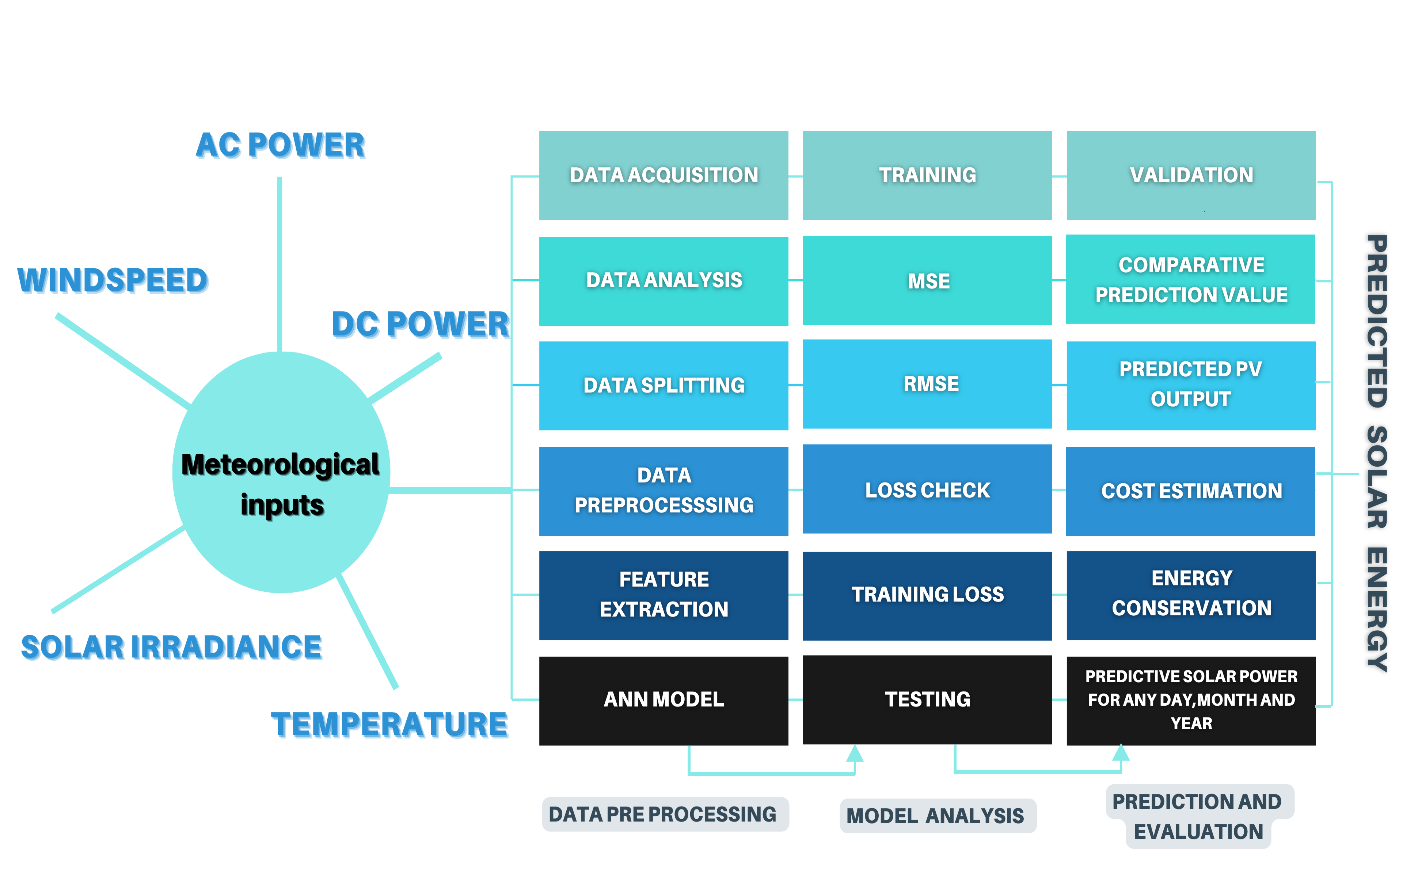 AC POWER
WINDSPEED
DC POWER
Meteorological
inputs
SOLAR IRRADIANCE
TEMPERATURE
DATA ACQUISITION
TRAINING
VALIDATION
DATA ANALYSIS
MSE
COMPARATIVE
PREDICTION VALUE
DATA SPLITTING
RMSE
PREDICTED PV
OUTPUT
DATA
PREPROCESSSING
LOSS CHECK
COST ESTIMATION
FEATURE
EXTRACTION
TRAINING LOSS
ENERGY
CONSERVATION
ANN MODEL
TESTING
PREDICTIVE SOLAR POWER
FOR ANY DAY,MONTH AND
YEAR
DATA PRE PROCESSING
MODEL ANALYSIS
PREDICTION AND
EVALUATION
PREDICTED SOLAR ENERGY